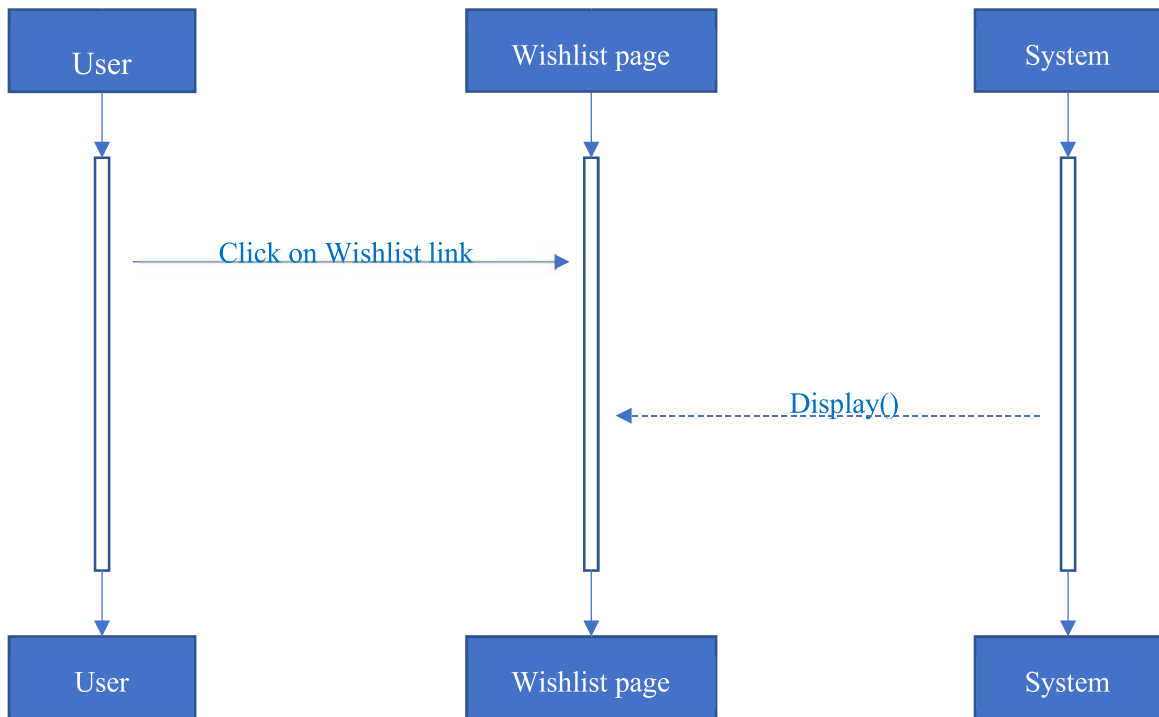 User
Wishlist page
System
Click on Wishlist link
Display()
User
Wishlist page
System